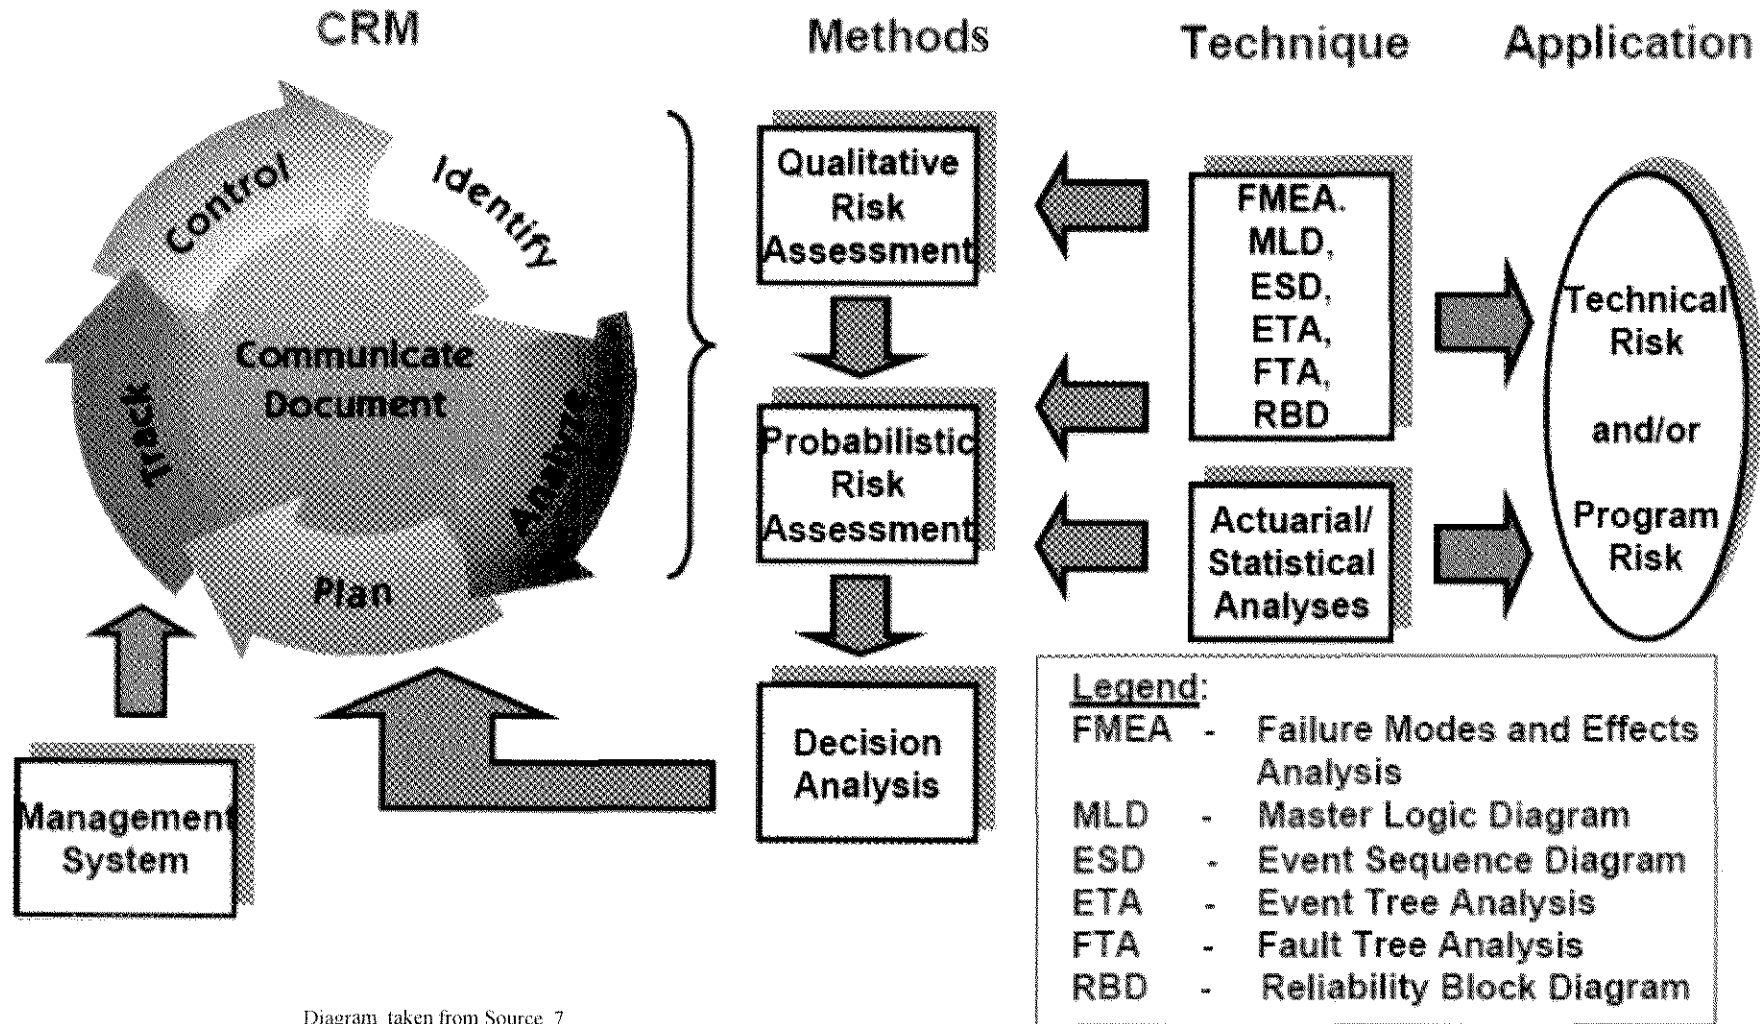 CRM
Methods
Technique
Application
Control
Identify
Analyze
Plan
Track
Communicate
Document
Management
System
Qualitative
Risk
Assessment
Probabilistic
Risk
Assessment
Decision
Analysis
FMEA.
MLD,
ESD,
ETA,
FTA,
RBD
Actuarial/
Statistical
Analyses
Technical
Risk
and/or
Program
Risk
Legend:
FMEA - Failure Modes and Effects
Analysis
MLD - Master Logic Diagram
ESD - Event Sequence Diagram
ETA - Event Tree Analysis
FTA - Fault Tree Analysis
RBD - Reliability Block Diagram
Diagram taken from Source 7